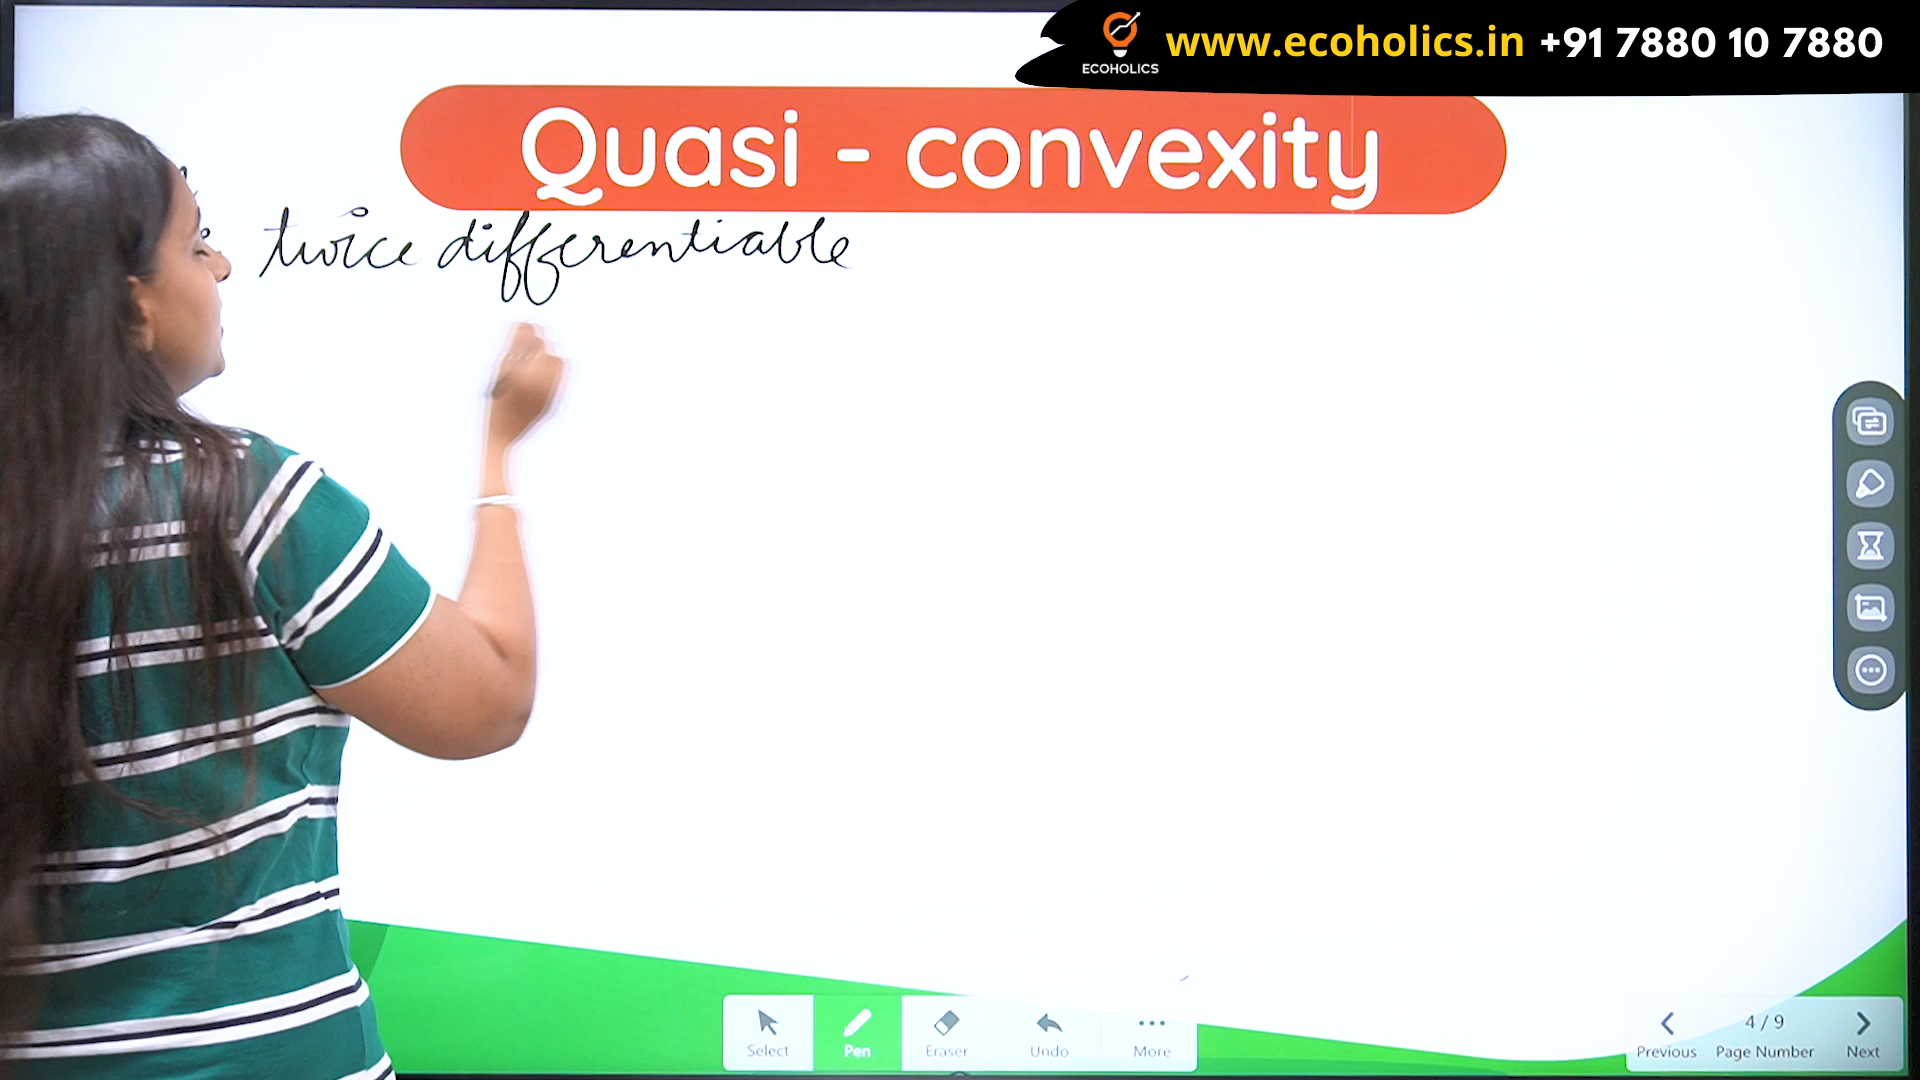 www.ecoholics.in +91 7880 10 7880
ECOHOLICS
Quasi - convexity
twice differentiable
Select Pen Eraser Undo More
4 / 9
Previous Page Number Next